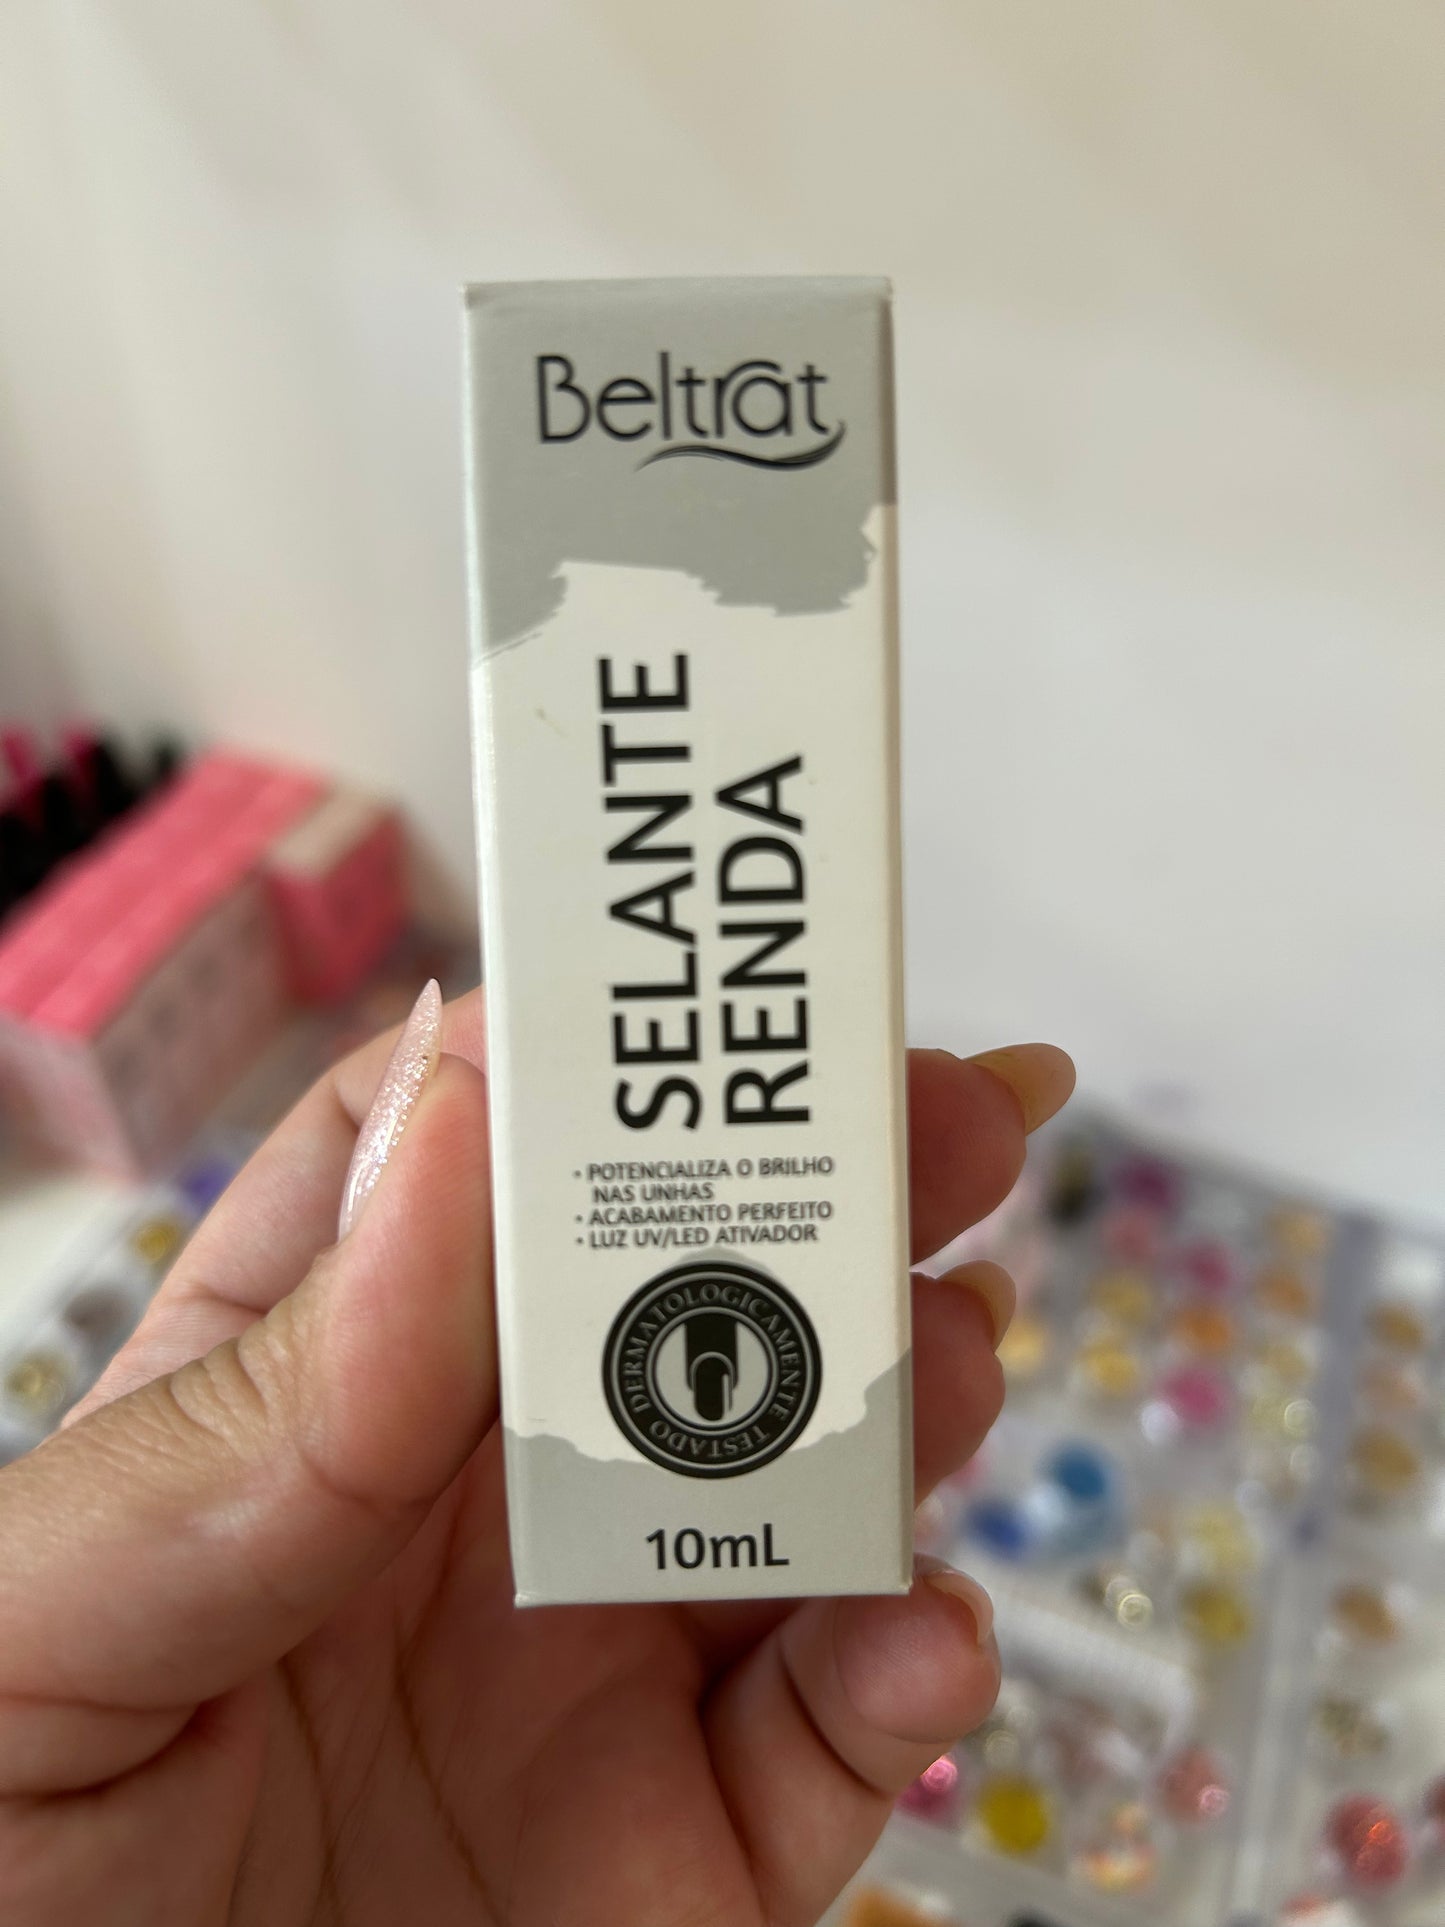 Beltrat
SELANTE
RENDA
• POTENCIALIZA O BRILHO
NAS UNHAS
• ACABAMENTO PERFEITO
• LUZ UV/LED ATIVADOR
DERMATOLOGICAMENTE TESTADO
10mL